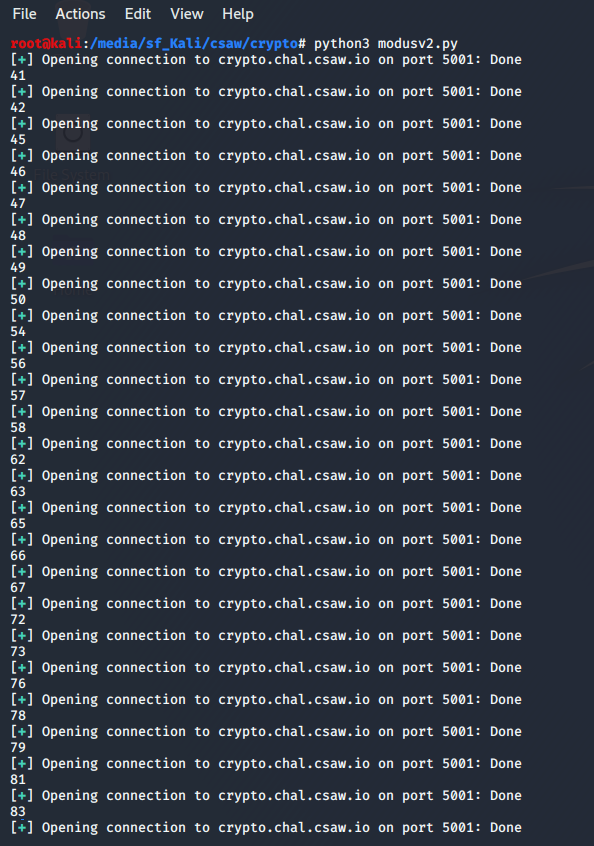 File Actions Edit View Help
root@kali:/media/sf_Kali/csaw/crypto# python3 modusv2.py
[+] Opening connection to crypto.chal.csaw.io on port 5001: Done
41
[+] Opening connection to crypto.chal.csaw.io on port 5001: Done
42
[+] Opening connection to crypto.chal.csaw.io on port 5001: Done
45
[+] Opening connection to crypto.chal.csaw.io on port 5001: Done
46
[+] Opening connection to crypto.chal.csaw.io on port 5001: Done
47
[+] Opening connection to crypto.chal.csaw.io on port 5001: Done
48
[+] Opening connection to crypto.chal.csaw.io on port 5001: Done
49
[+] Opening connection to crypto.chal.csaw.io on port 5001: Done
50
[+] Opening connection to crypto.chal.csaw.io on port 5001: Done
54
[+] Opening connection to crypto.chal.csaw.io on port 5001: Done
56
[+] Opening connection to crypto.chal.csaw.io on port 5001: Done
57
[+] Opening connection to crypto.chal.csaw.io on port 5001: Done
58
[+] Opening connection to crypto.chal.csaw.io on port 5001: Done
62
[+] Opening connection to crypto.chal.csaw.io on port 5001: Done
63
[+] Opening connection to crypto.chal.csaw.io on port 5001: Done
65
[+] Opening connection to crypto.chal.csaw.io on port 5001: Done
66
[+] Opening connection to crypto.chal.csaw.io on port 5001: Done
67
[+] Opening connection to crypto.chal.csaw.io on port 5001: Done
72
[+] Opening connection to crypto.chal.csaw.io on port 5001: Done
73
[+] Opening connection to crypto.chal.csaw.io on port 5001: Done
76
[+] Opening connection to crypto.chal.csaw.io on port 5001: Done
78
[+] Opening connection to crypto.chal.csaw.io on port 5001: Done
79
[+] Opening connection to crypto.chal.csaw.io on port 5001: Done
81
[+] Opening connection to crypto.chal.csaw.io on port 5001: Done
83
[+] Opening connection to crypto.chal.csaw.io on port 5001: Done
File System